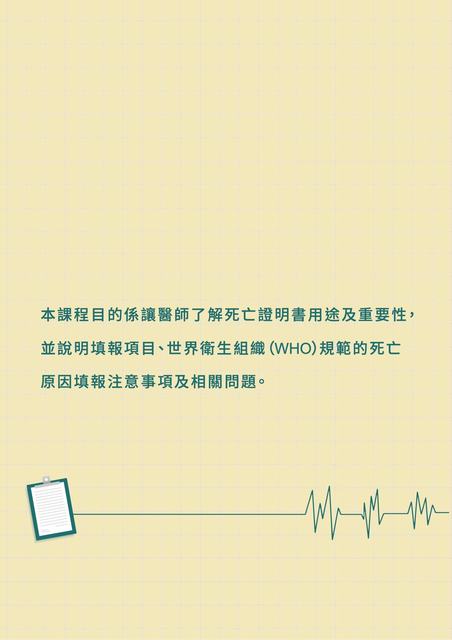 本課程目的係讓醫師了解死亡證明書用途及重要性，
並說明填報項目、世界衛生組織（WHO）規範的死亡
原因填報注意事項及相關問題。